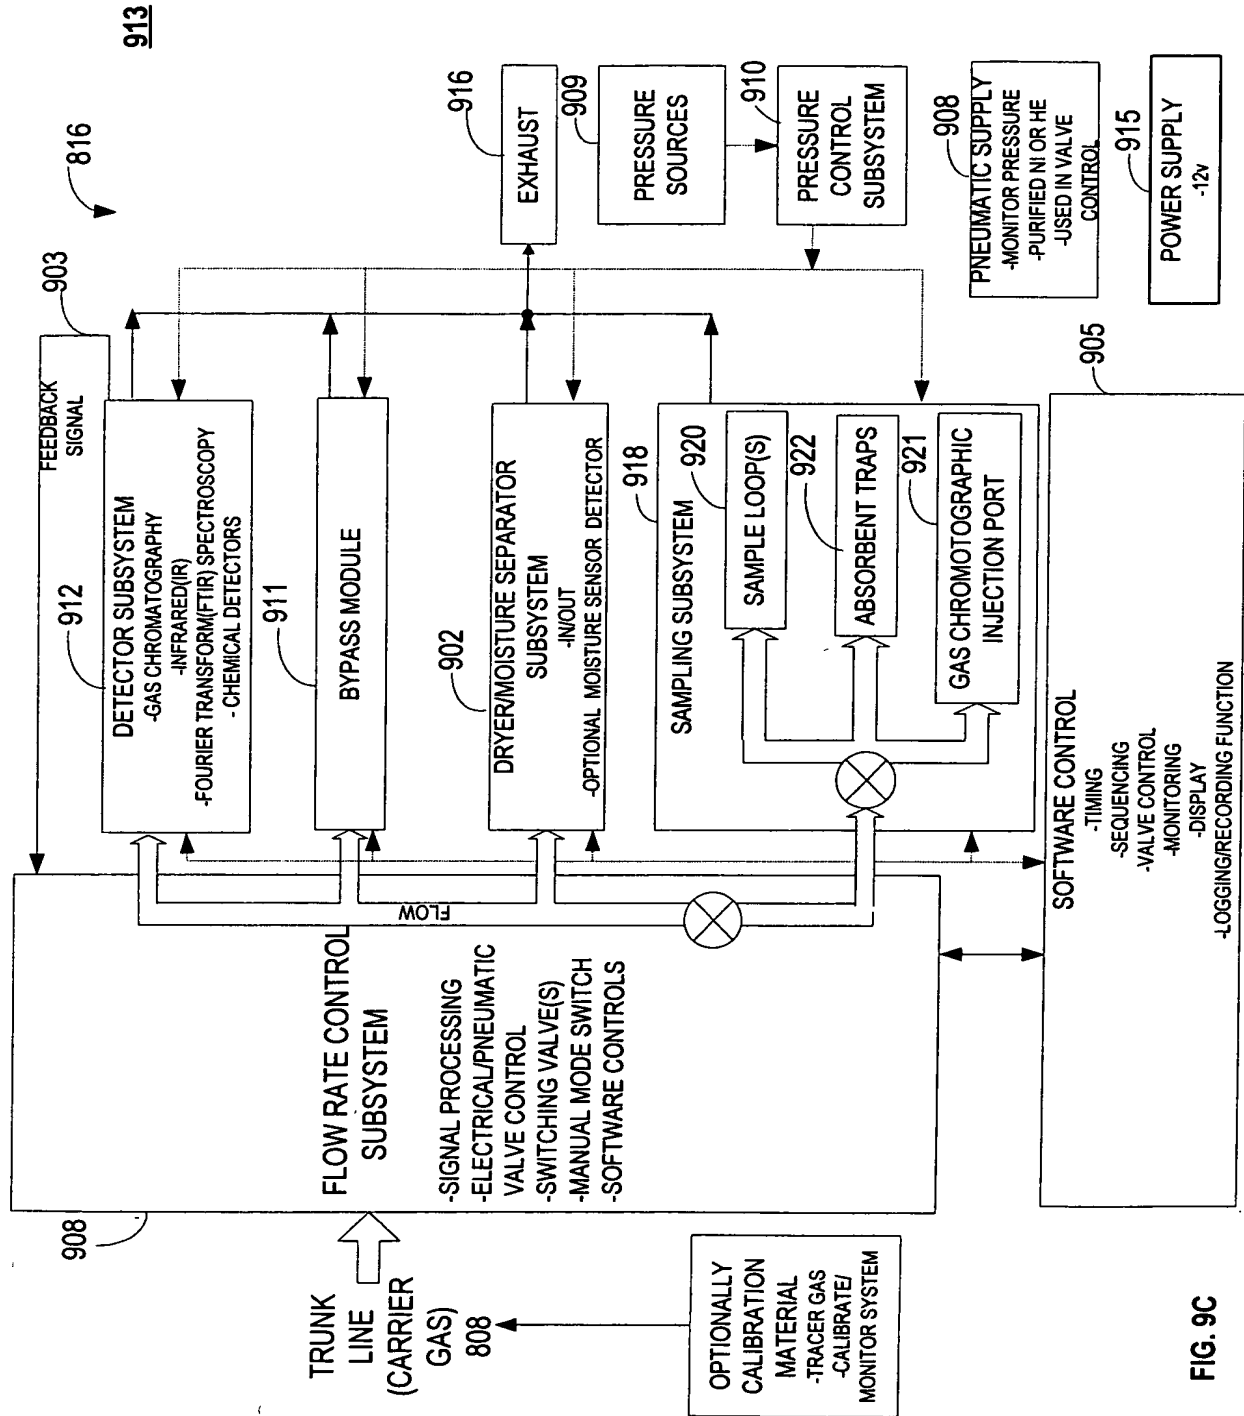 913
816
903
FEEDBACK
SIGNAL
912
DETECTOR SUBSYSTEM
-GAS CHROMATOGRAPHY
-INFRARED(IR)
-FOURIER TRANSFORM(FTIR) SPECTROSCOPY
- CHEMICAL DETECTORS
911
BYPASS MODULE
902
DRYER/MOISTURE SEPARATOR
SUBSYSTEM
-IN/OUT
-OPTIONAL MOISTURE SENSOR DETECTOR
918
SAMPLING SUBSYSTEM
920
SAMPLE LOOP(S)
922
ABSORBENT TRAPS
921
GAS CHROMOTOGRAPHIC
INJECTION PORT
916
EXHAUST
909
PRESSURE
SOURCES
910
PRESSURE
CONTROL
SUBSYSTEM
908
PNEUMATIC SUPPLY
-MONITOR PRESSURE
-PURIFIED NI OR HE
-USED IN VALVE
CONTROL
915
POWER SUPPLY
-12v
908
FLOW RATE CONTROL
SUBSYSTEM
-SIGNAL PROCESSING
-ELECTRICAL/PNEUMATIC
VALVE CONTROL
-SWITCHING VALVE(S)
-MANUAL MODE SWITCH
-SOFTWARE CONTROLS
FLOW
905
SOFTWARE CONTROL
-TIMING
-SEQUENCING
-VALVE CONTROL
-MONITORING
-DISPLAY
-LOGGING/RECORDING FUNCTION
TRUNK
LINE
(CARRIER
GAS)
808
OPTIONALLY
CALIBRATION
MATERIAL
-TRACER GAS
-CALIBRATE/
MONITOR SYSTEM
FIG. 9C